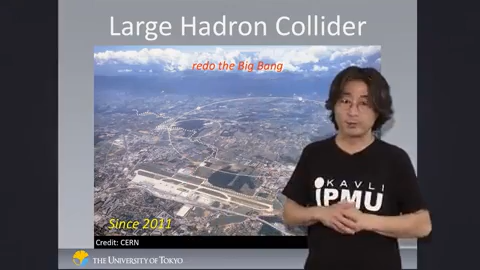 Large Hadron Collider
redo the Big Bang
KAVLI
IPMU
Since 2011
Credit: CERN
THE UNIVERSITY OF TOKYO